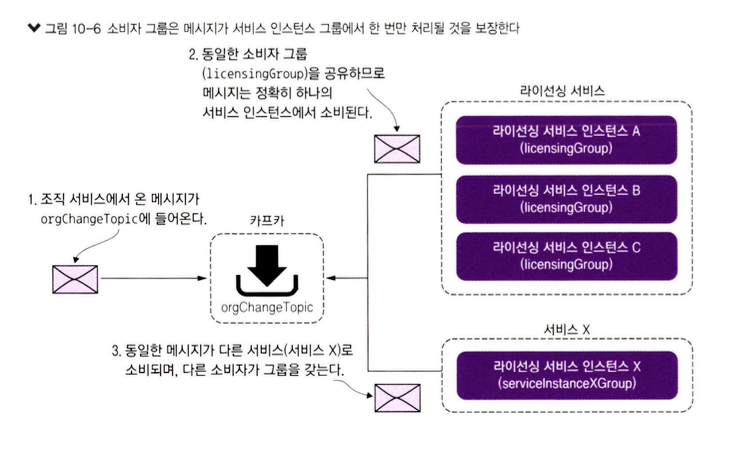 ❤ 그림 10-6 소비자 그룹은 메시지가 서비스 인스턴스 그룹에서 한 번만 처리될 것을 보장한다
2. 동일한 소비자 그룹
(licensingGroup)을 공유하므로
메시지는 정확히 하나의
서비스 인스턴스에서 소비된다.
라이선싱 서비스
라이선싱 서비스 인스턴스 A
(licensingGroup)
라이선싱 서비스 인스턴스 B
(licensingGroup)
라이선싱 서비스 인스턴스 C
(licensingGroup)
1. 조직 서비스에서 온 메시지가
orgChangeTopic에 들어온다.
카프카
orgChangeTopic
3. 동일한 메시지가 다른 서비스(서비스 X)로
소비되며, 다른 소비자가 그룹을 갖는다.
서비스 X
라이선싱 서비스 인스턴스 X
(serviceInstanceXGroup)